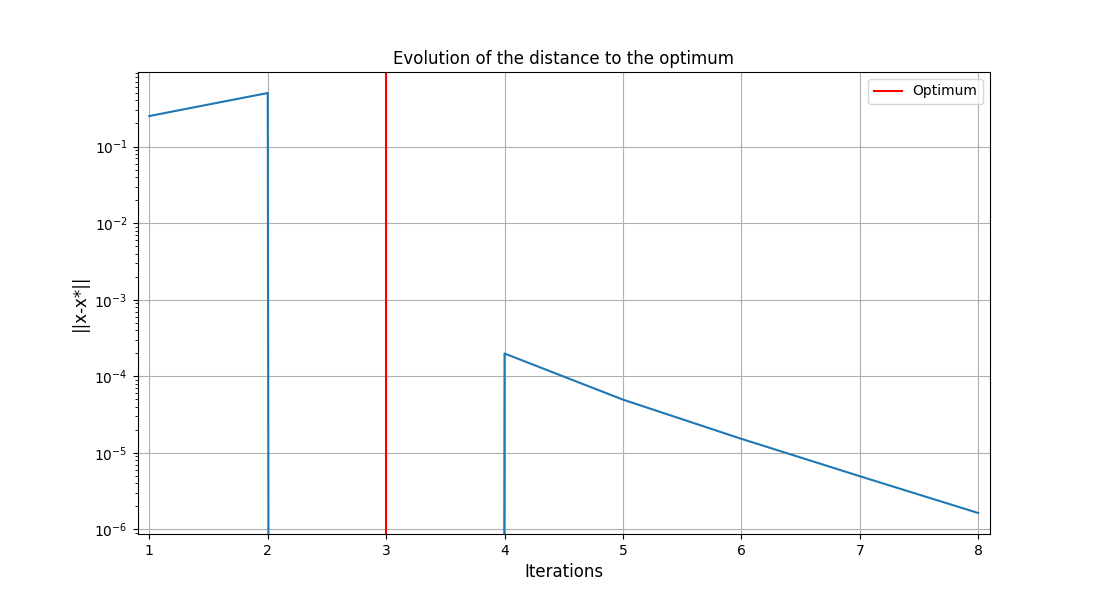 Evolution of the distance to the optimum
Optimum
||x-x*||
10⁻¹
10⁻²
10⁻³
10⁻⁴
10⁻⁵
10⁻⁶
1 2 3 4 5 6 7 8
Iterations